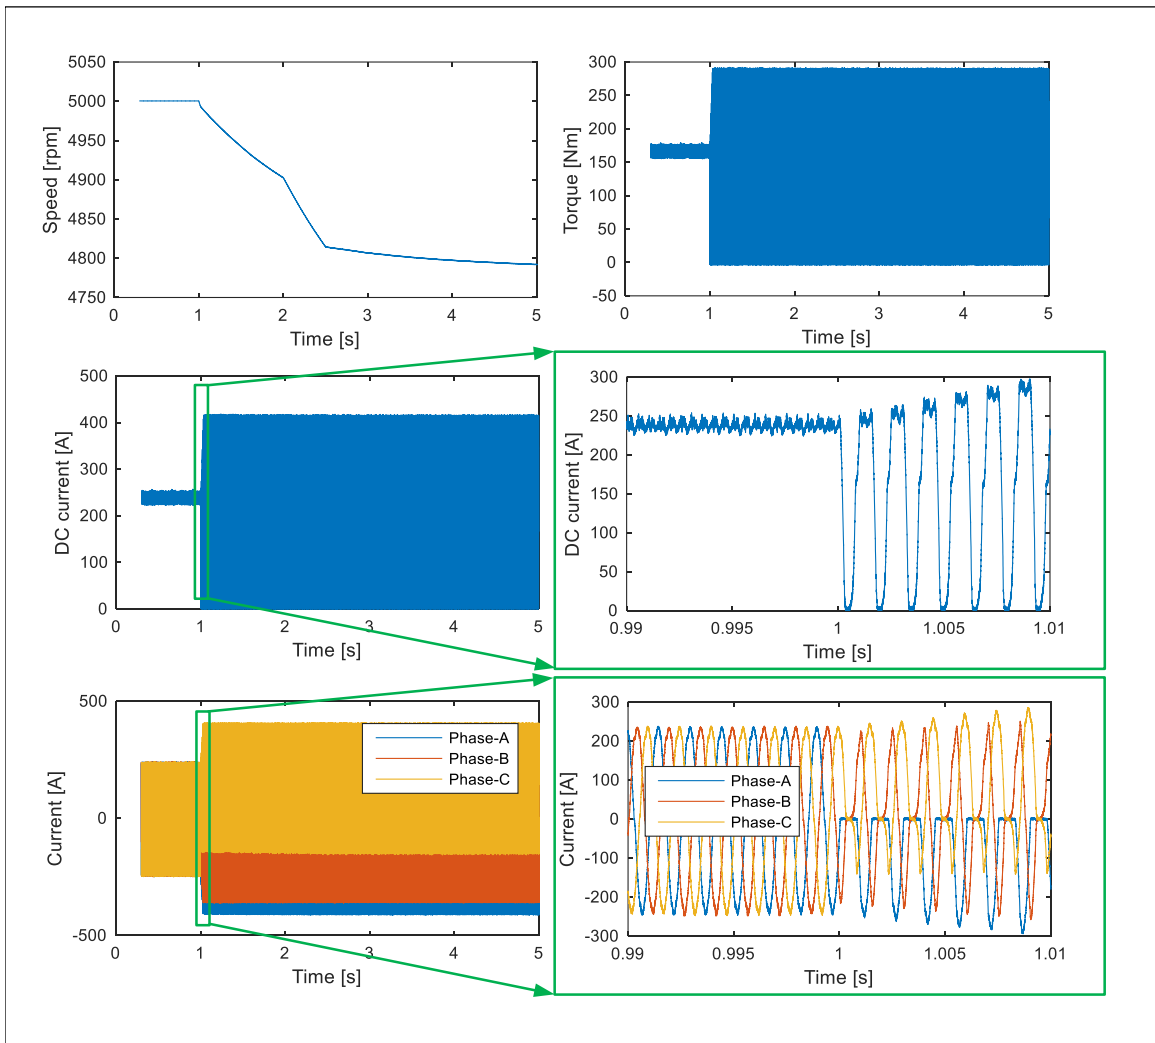 5050
5000
4950
4900
4850
4800
4750
0 1 2 3 4 5
Speed [rpm]
Time [s]
300
250
200
150
100
50
0
-50
0 1 2 3 4 5
Torque [Nm]
Time [s]
500
400
300
200
100
0
0 1 2 3 4 5
DC current [A]
Time [s]
300
250
200
150
100
50
0
0.99 0.995 1 1.005 1.01
DC current [A]
Time [s]
500
0
-500
0 1 2 3 4 5
Current [A]
Time [s]
Phase-A
Phase-B
Phase-C
300
200
100
0
-100
-200
-300
0.99 0.995 1 1.005 1.01
Current [A]
Time [s]
Phase-A
Phase-B
Phase-C